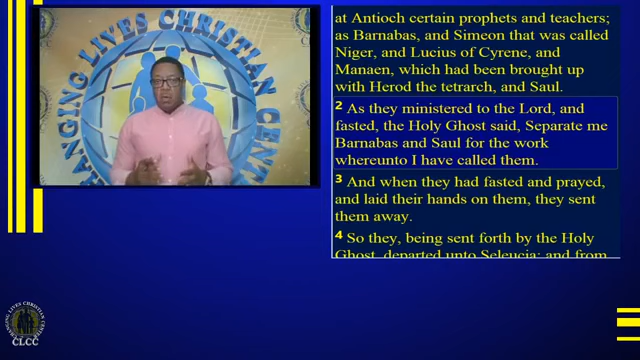 CHANGING LIVES CHRISTIAN CENTER
at Antioch certain prophets and teachers;
as Barnabas, and Simeon that was called
Niger, and Lucius of Cyrene, and
Manaen, which had been brought up
with Herod the tetrarch, and Saul.
2 As they ministered to the Lord, and
fasted, the Holy Ghost said, Separate me
Barnabas and Saul for the work
whereunto I have called them.
3 And when they had fasted and prayed,
and laid their hands on them, they sent
them away.
4 So they, being sent forth by the Holy
Ghost, departed unto Seleucia; and from
CHANGING LIVES CHRISTIAN CENTER
CLCC